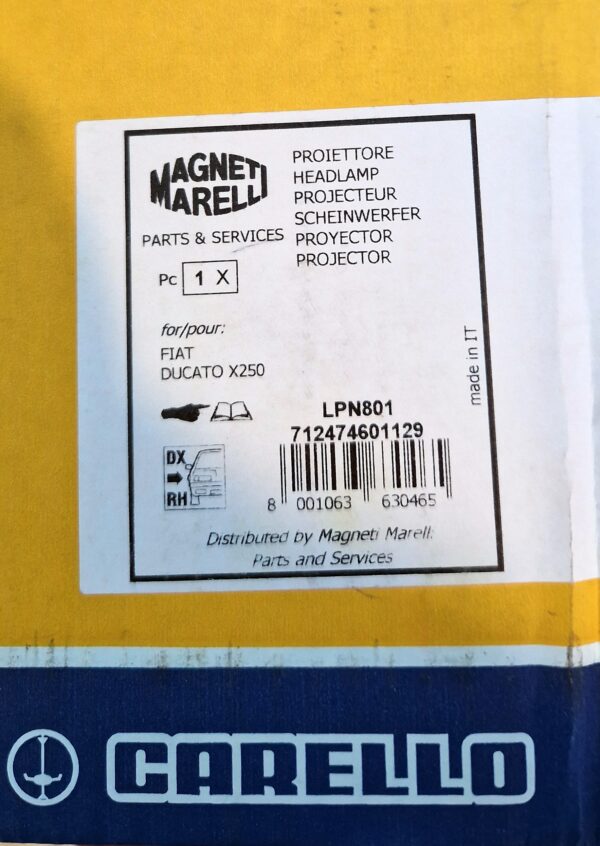 MAGNETI
MARELLI
PARTS & SERVICES
PROIETTORE
HEADLAMP
PROJECTEUR
SCHEINWERFER
PROYECTOR
PROJECTOR
Pc 1 X
for/pour:
FIAT
DUCATO X250
made in IT
LPN801
712474601129
DX
RH
8 001063 630465
Distributed by Magneti Marelli
Parts and Services
CARELLO